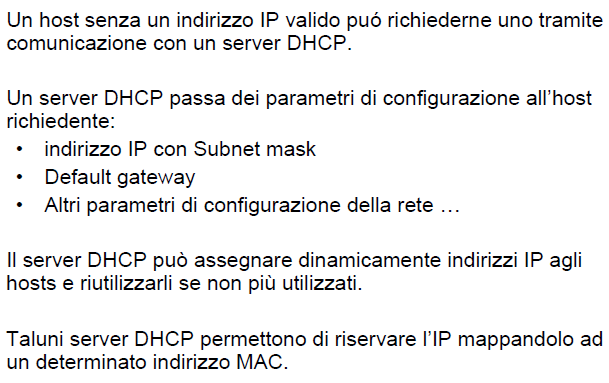 Un host senza un indirizzo IP valido puó richiederne uno tramite
comunicazione con un server DHCP.
Un server DHCP passa dei parametri di configurazione all'host
richiedente:
• indirizzo IP con Subnet mask
• Default gateway
• Altri parametri di configurazione della rete …
Il server DHCP può assegnare dinamicamente indirizzi IP agli
hosts e riutilizzarli se non più utilizzati.
Taluni server DHCP permettono di riservare l'IP mappandolo ad
un determinato indirizzo MAC.